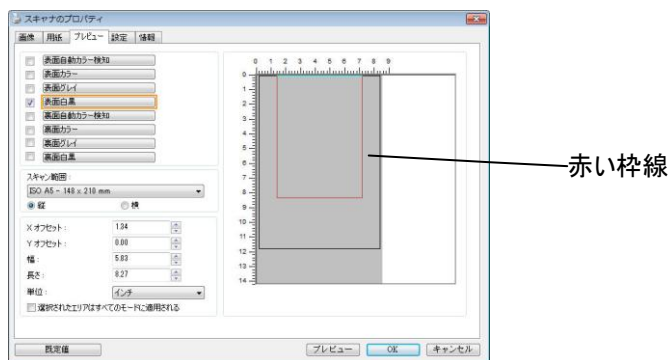 スキャナのプロパティ
画像 用紙 プレビュー 設定 情報
表面自動カラー検知
表面カラー
表面グレイ
表面白黒
裏面自動カラー検知
裏面カラー
裏面グレイ
裏面白黒
スキャン範囲:
ISO A5 - 148 x 210 mm
縦 横
X オフセット: 1.34
Y オフセット: 0.00
幅: 5.83
長さ: 8.27
単位: インチ
選択されたエリアはすべてのモードに適用される
0 1 2 3 4 5 6 7 8 9
0
1
2
3
4
5
6
7
8
9
10
11
12
13
14
赤い枠線
既定値 プレビュー OK キャンセル